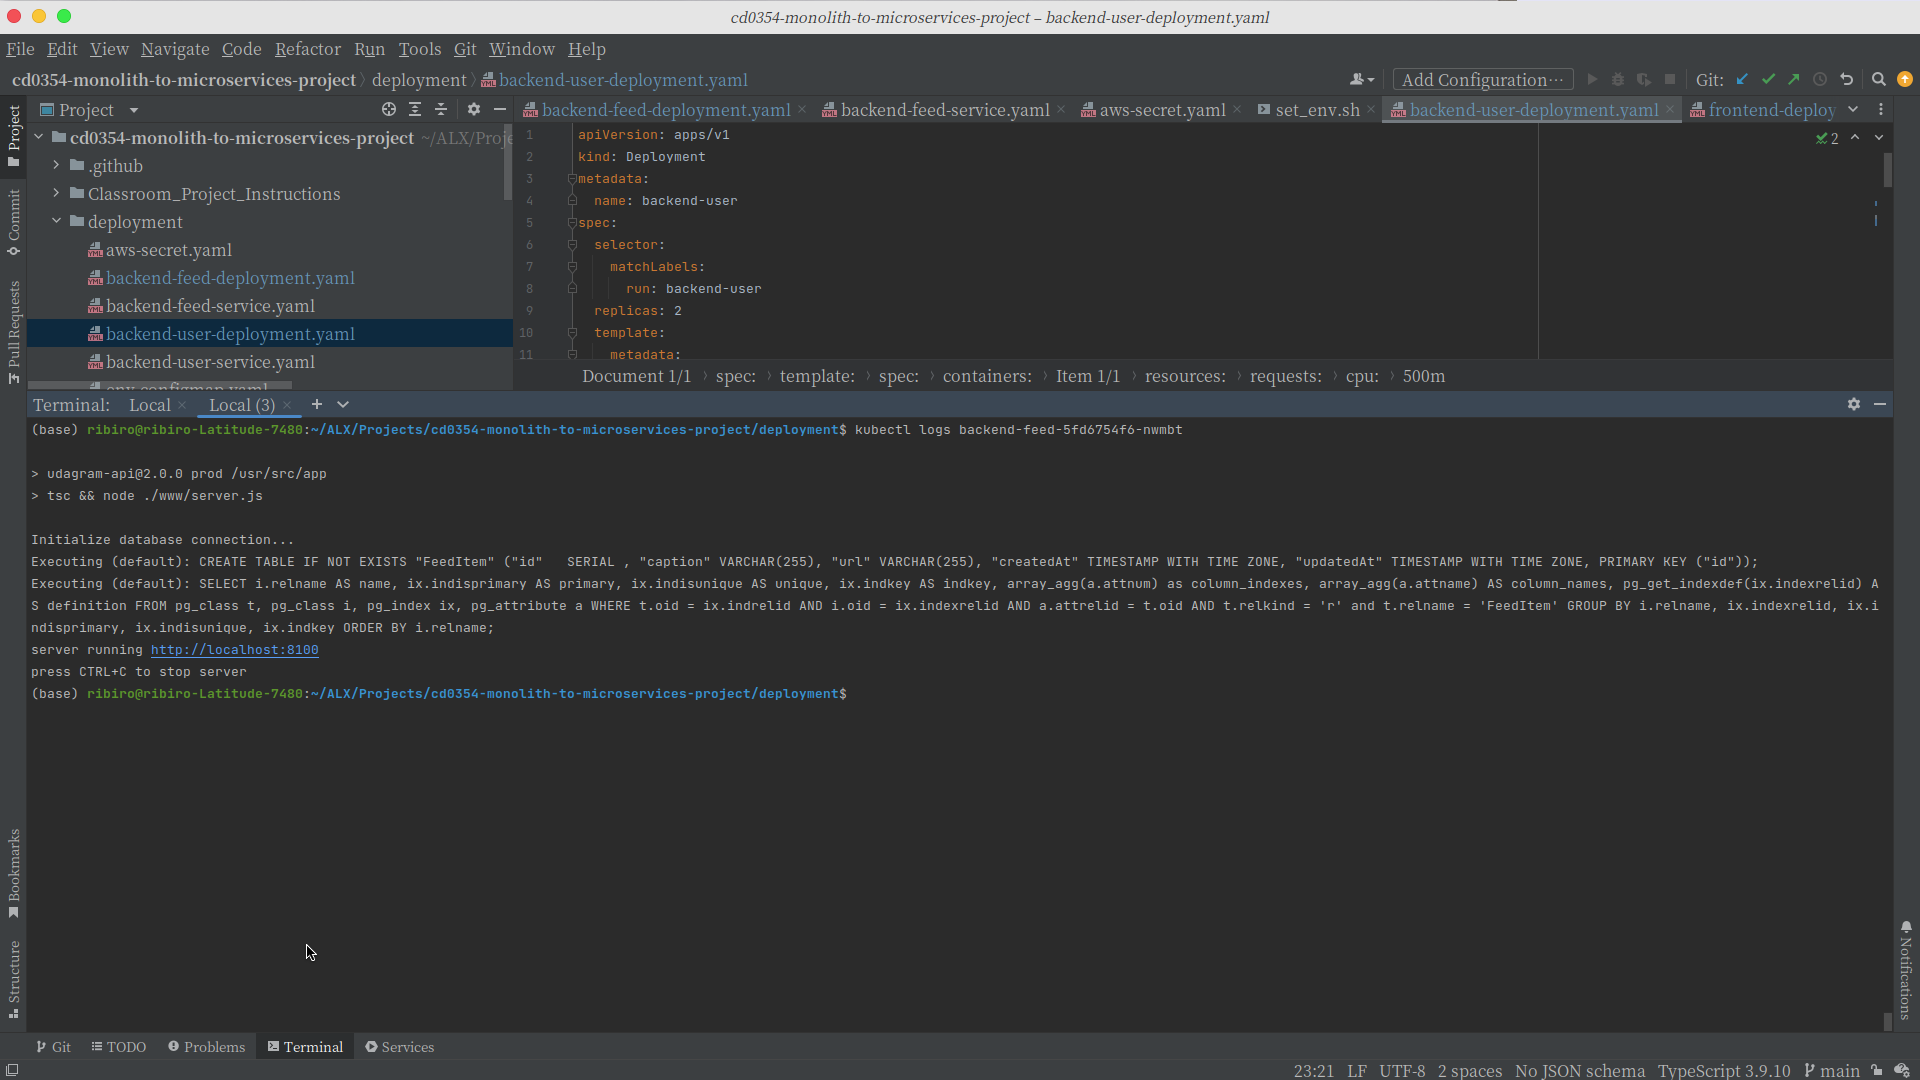 cd0354-monolith-to-microservices-project – backend-user-deployment.yaml
File Edit View Navigate Code Refactor Run Tools Git Window Help
cd0354-monolith-to-microservices-project deployment backend-user-deployment.yaml Add Configuration... Git:
Project
backend-feed-deployment.yaml backend-feed-service.yaml aws-secret.yaml set_env.sh backend-user-deployment.yaml frontend-deploy
cd0354-monolith-to-microservices-project ~/ALX/Proje
.github
Classroom_Project_Instructions
deployment
aws-secret.yaml
backend-feed-deployment.yaml
backend-feed-service.yaml
backend-user-deployment.yaml
backend-user-service.yaml
env-configmap.yaml
1 apiVersion: apps/v1
2 kind: Deployment
3 metadata:
4 name: backend-user
5 spec:
6 selector:
7 matchLabels:
8 run: backend-user
9 replicas: 2
10 template:
11 metadata:
2
Document 1/1 › spec: › template: › spec: › containers: › Item 1/1 › resources: › requests: › cpu: › 500m
Terminal: Local Local (3)
(base) ribiro@ribiro-Latitude-7480:~/ALX/Projects/cd0354-monolith-to-microservices-project/deployment$ kubectl logs backend-feed-5fd6754f6-nwmbt
> udagram-api@2.0.0 prod /usr/src/app
> tsc && node ./www/server.js
Initialize database connection...
Executing (default): CREATE TABLE IF NOT EXISTS "FeedItem" ("id"   SERIAL , "caption" VARCHAR(255), "url" VARCHAR(255), "createdAt" TIMESTAMP WITH TIME ZONE, "updatedAt" TIMESTAMP WITH TIME ZONE, PRIMARY KEY ("id"));
Executing (default): SELECT i.relname AS name, ix.indisprimary AS primary, ix.indisunique AS unique, ix.indkey AS indkey, array_agg(a.attnum) as column_indexes, array_agg(a.attname) AS column_names, pg_get_indexdef(ix.indexrelid) A
S definition FROM pg_class t, pg_class i, pg_index ix, pg_attribute a WHERE t.oid = ix.indrelid AND i.oid = ix.indexrelid AND a.attrelid = t.oid AND t.relkind = 'r' and t.relname = 'FeedItem' GROUP BY i.relname, ix.indexrelid, ix.i
ndisprimary, ix.indisunique, ix.indkey ORDER BY i.relname;
server running http://localhost:8100
press CTRL+C to stop server
(base) ribiro@ribiro-Latitude-7480:~/ALX/Projects/cd0354-monolith-to-microservices-project/deployment$
Project
Commit
Pull Requests
Bookmarks
Structure
Notifications
Git TODO Problems Terminal Services
23:21 LF UTF-8 2 spaces No JSON schema TypeScript 3.9.10 main